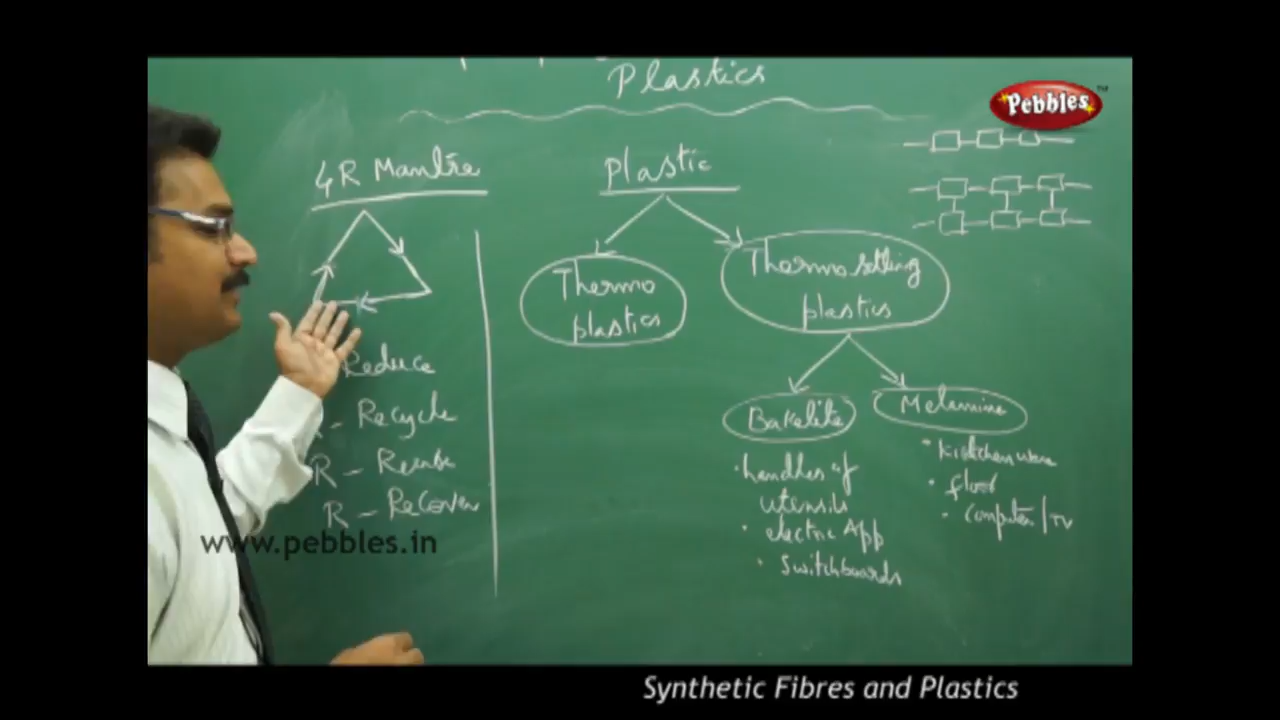 Plastics
Pebbles™
4R Mantra
Plastic
Thermo
plastics
Thermosetting
plastics
Reduce
Recycle
R - Reuse
R - Recover
Bakelite
• handles of
utensils
• electric App
• Switchboards
Melamine
• Kitchenware
• floor
• Computer/TV
www.pebbles.in
Synthetic Fibres and Plastics